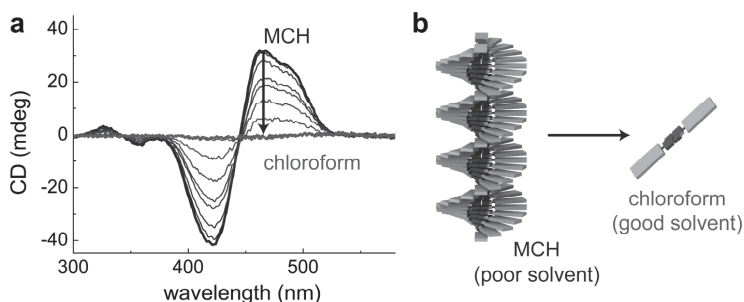 a
b
40
20
0
-20
-40
CD (mdeg)
MCH
chloroform
300
400
500
wavelength (nm)
MCH
(poor solvent)
chloroform
(good solvent)